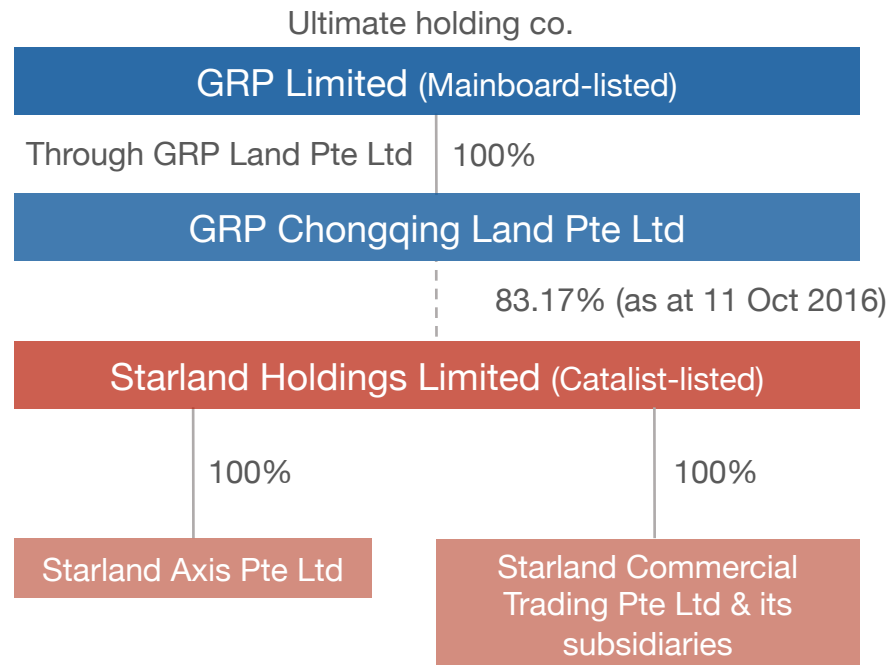 Ultimate holding co.
GRP Limited (Mainboard-listed)
Through GRP Land Pte Ltd
100%
GRP Chongqing Land Pte Ltd
83.17% (as at 11 Oct 2016)
Starland Holdings Limited (Catalist-listed)
100%
100%
Starland Axis Pte Ltd
Starland Commercial
Trading Pte Ltd & its
subsidiaries